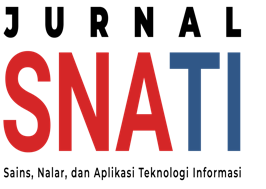 JURNAL
SNATI
Sains, Nalar, dan Aplikasi Teknologi Informasi